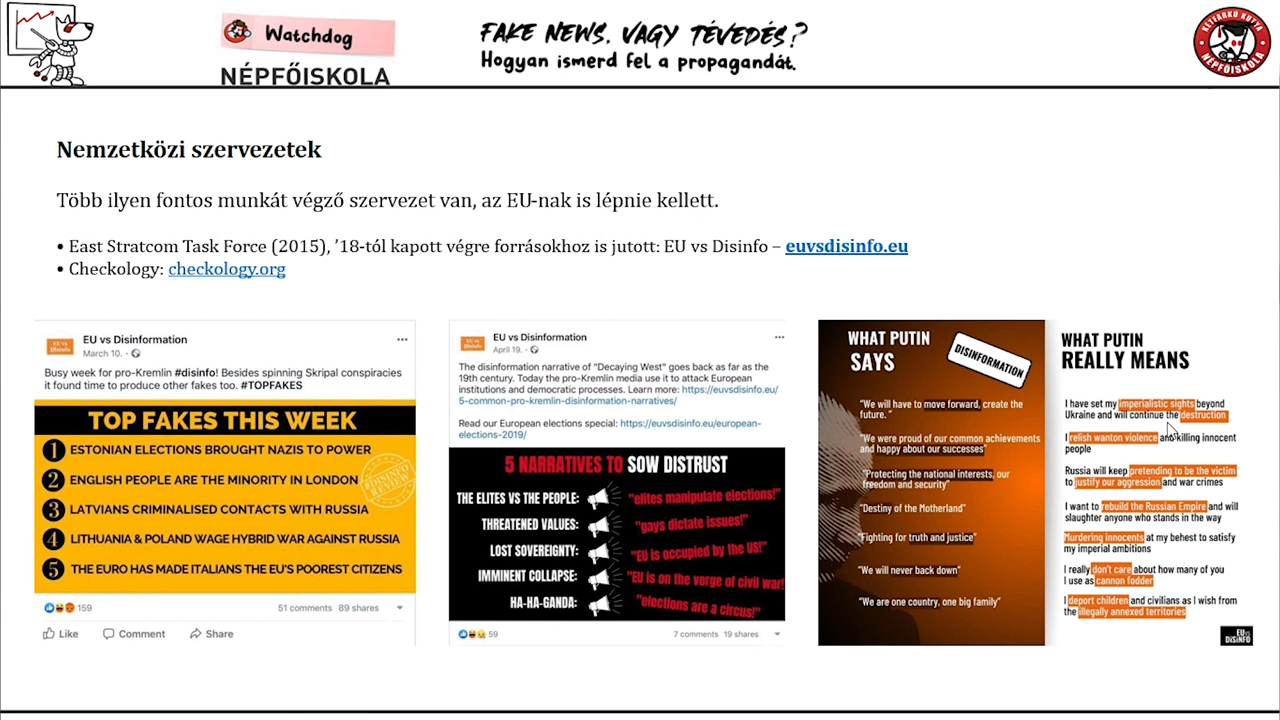 Watchdog
NÉPFŐISKOLA
FAKE NEWS. VAGY TÉVEDÉS?
Hogyan ismerd fel a propagandát.
KÉTFARKÚ KUTYA
NÉPFŐISKOLA
Nemzetközi szervezetek
Több ilyen fontos munkát végző szervezet van, az EU-nak is lépnie kellett.
• East Stratcom Task Force (2015), ’18-tól kapott végre forrásokhoz is jutott: EU vs Disinfo – euvsdisinfo.eu
• Checkology: checkology.org
EU vs Disinfo
EU vs Disinformation
March 10. ·
Busy week for pro-Kremlin #disinfo! Besides spinning Skripal conspiracies
it found time to produce other fakes too. #TOPFAKES
TOP FAKES THIS WEEK
1 ESTONIAN ELECTIONS BROUGHT NAZIS TO POWER
2 ENGLISH PEOPLE ARE THE MINORITY IN LONDON
3 LATVIANS CRIMINALISED CONTACTS WITH RUSSIA
4 LITHUANIA & POLAND WAGE HYBRID WAR AGAINST RUSSIA
5 THE EURO HAS MADE ITALIANS THE EU'S POOREST CITIZENS
159
51 comments 89 shares
Like Comment Share
EU vs Disinfo
EU vs Disinformation
April 19. ·
The disinformation narrative of "Decaying West" goes back as far as the
19th century. Today the pro-Kremlin media use it to attack European
institutions and democratic processes. Learn more: https://euvsdisinfo.eu/
5-common-pro-kremlin-disinformation-narratives/
Read our European elections special: https://euvsdisinfo.eu/european-
elections-2019/
5 NARRATIVES TO SOW DISTRUST
THE ELITES VS THE PEOPLE: "elites manipulate elections!"
THREATENED VALUES: "gays dictate issues!"
LOST SOVEREIGNTY: "EU is occupied by the US!"
IMMINENT COLLAPSE: "EU is on the verge of civil war!
HA-HA-GANDA: "elections are a circus!"
59
7 comments 19 shares
WHAT PUTIN
SAYS
DISINFORMATION
"We will have to move forward, create the
future. "
"We were proud of our common achievements
and happy about our successes"
"Protecting the national interests, our
freedom and security"
"Destiny of the Motherland"
"Fighting for truth and justice"
"We will never back down"
"We are one country, one big family"
WHAT PUTIN
REALLY MEANS
I have set my imperialistic sights beyond
Ukraine and will continue the destruction
I relish wanton violence and killing innocent
people
Russia will keep pretending to be the victim
to justify our aggression and war crimes
I want to rebuild the Russian Empire and will
slaughter anyone who stands in the way
Murdering innocents at my behest to satisfy
my imperial ambitions
I really don't care about how many of you
I use as cannon fodder
I deport children and civilians as I wish from
the illegally annexed territories
EUvs
DiSiNFO